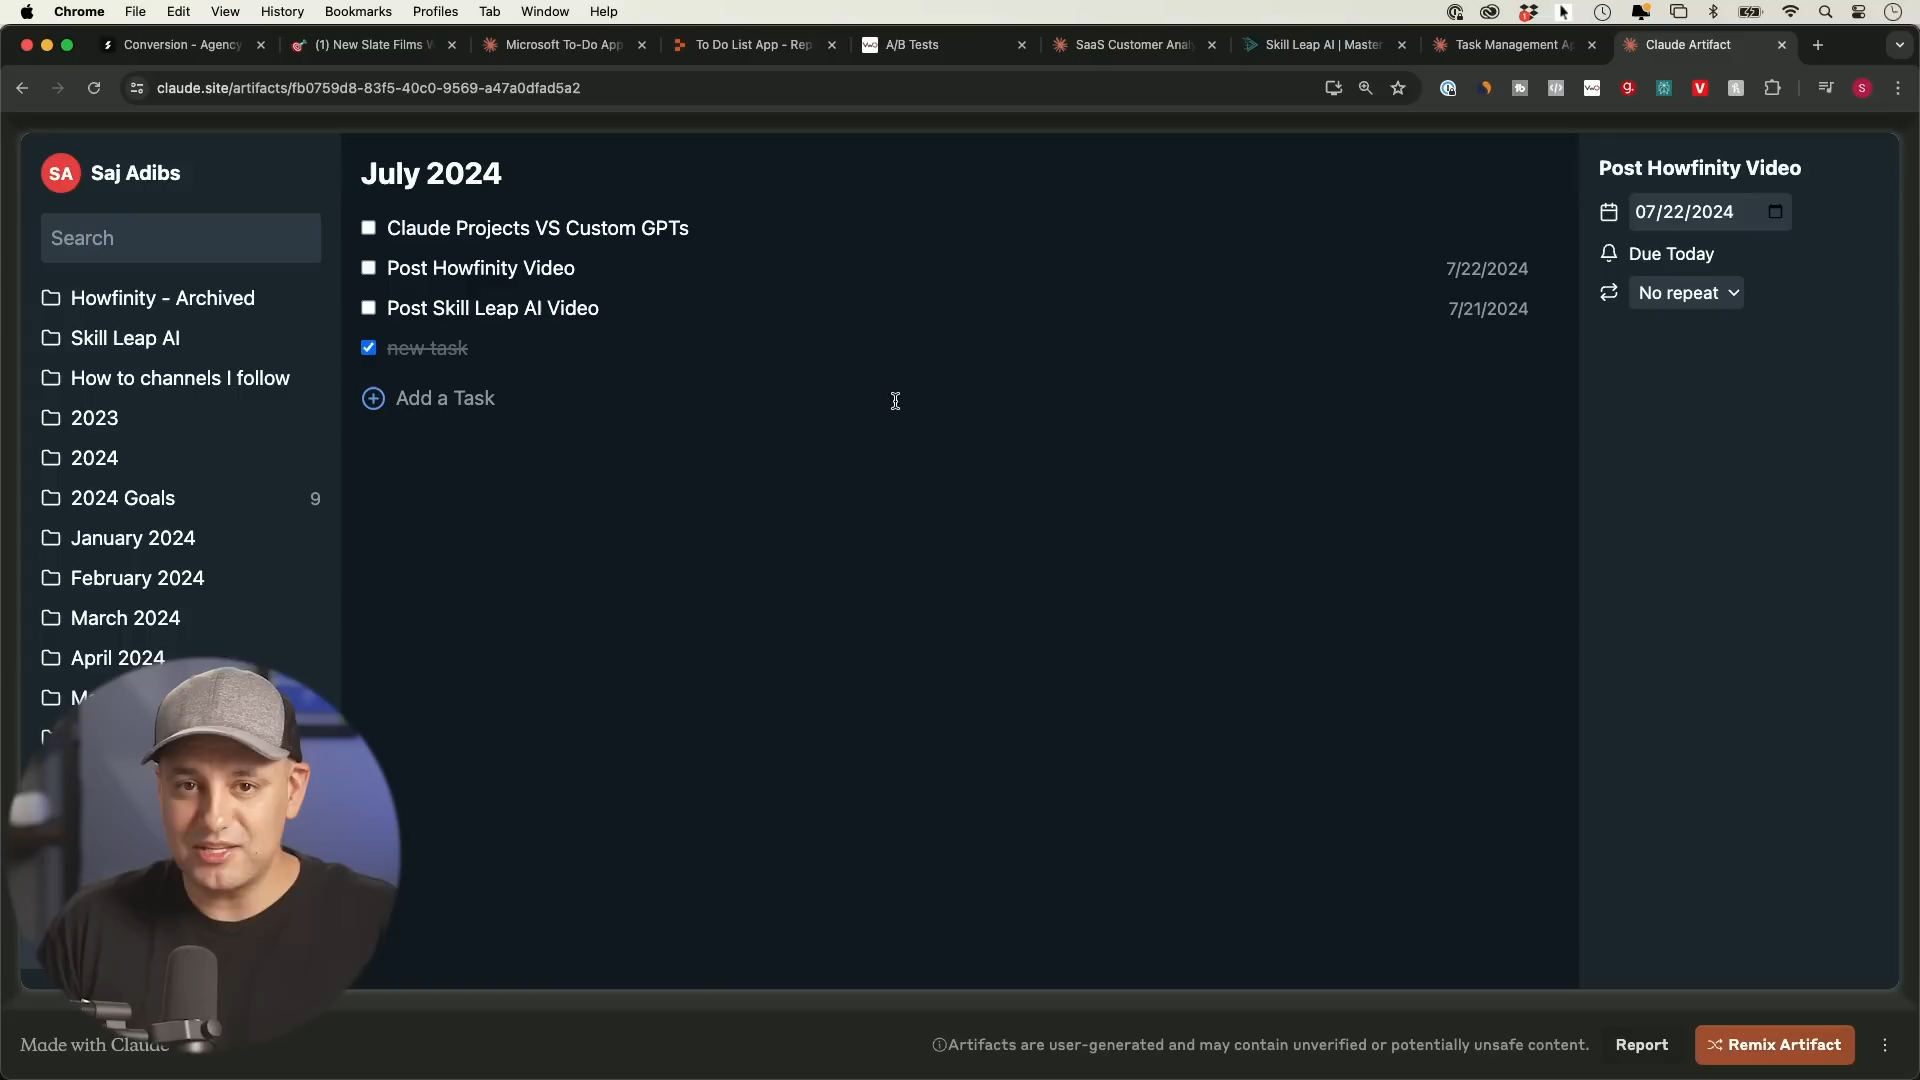 Chrome File Edit View History Bookmarks Profiles Tab Window Help
Conversion - Agency (1) New Slate Films Microsoft To-Do App To Do List App - Rep A/B Tests SaaS Customer Anal Skill Leap AI | Master Task Management Ap Claude Artifact
claude.site/artifacts/fb0759d8-83f5-40c0-9569-a47a0dfad5a2
SA Saj Adibs
Search
Howfinity - Archived
Skill Leap AI
How to channels I follow
2023
2024
2024 Goals 9
January 2024
February 2024
March 2024
April 2024
July 2024
Claude Projects VS Custom GPTs
Post Howfinity Video 7/22/2024
Post Skill Leap AI Video 7/21/2024
new task
Add a Task
Post Howfinity Video
07/22/2024
Due Today
No repeat
Made with Claude
Artifacts are user-generated and may contain unverified or potentially unsafe content. Report Remix Artifact